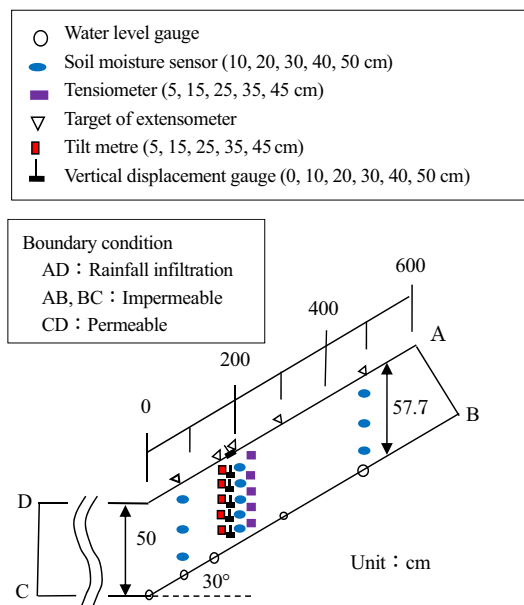 Water level gauge
Soil moisture sensor (10, 20, 30, 40, 50 cm)
Tensiometer (5, 15, 25, 35, 45 cm)
Target of extensometer
Tilt metre (5, 15, 25, 35, 45 cm)
Vertical displacement gauge (0, 10, 20, 30, 40, 50 cm)
Boundary condition
AD：Rainfall infiltration
AB, BC：Impermeable
CD：Permeable
600
400
200
0
A
B
57.7
D
50
C
30°
Unit：cm